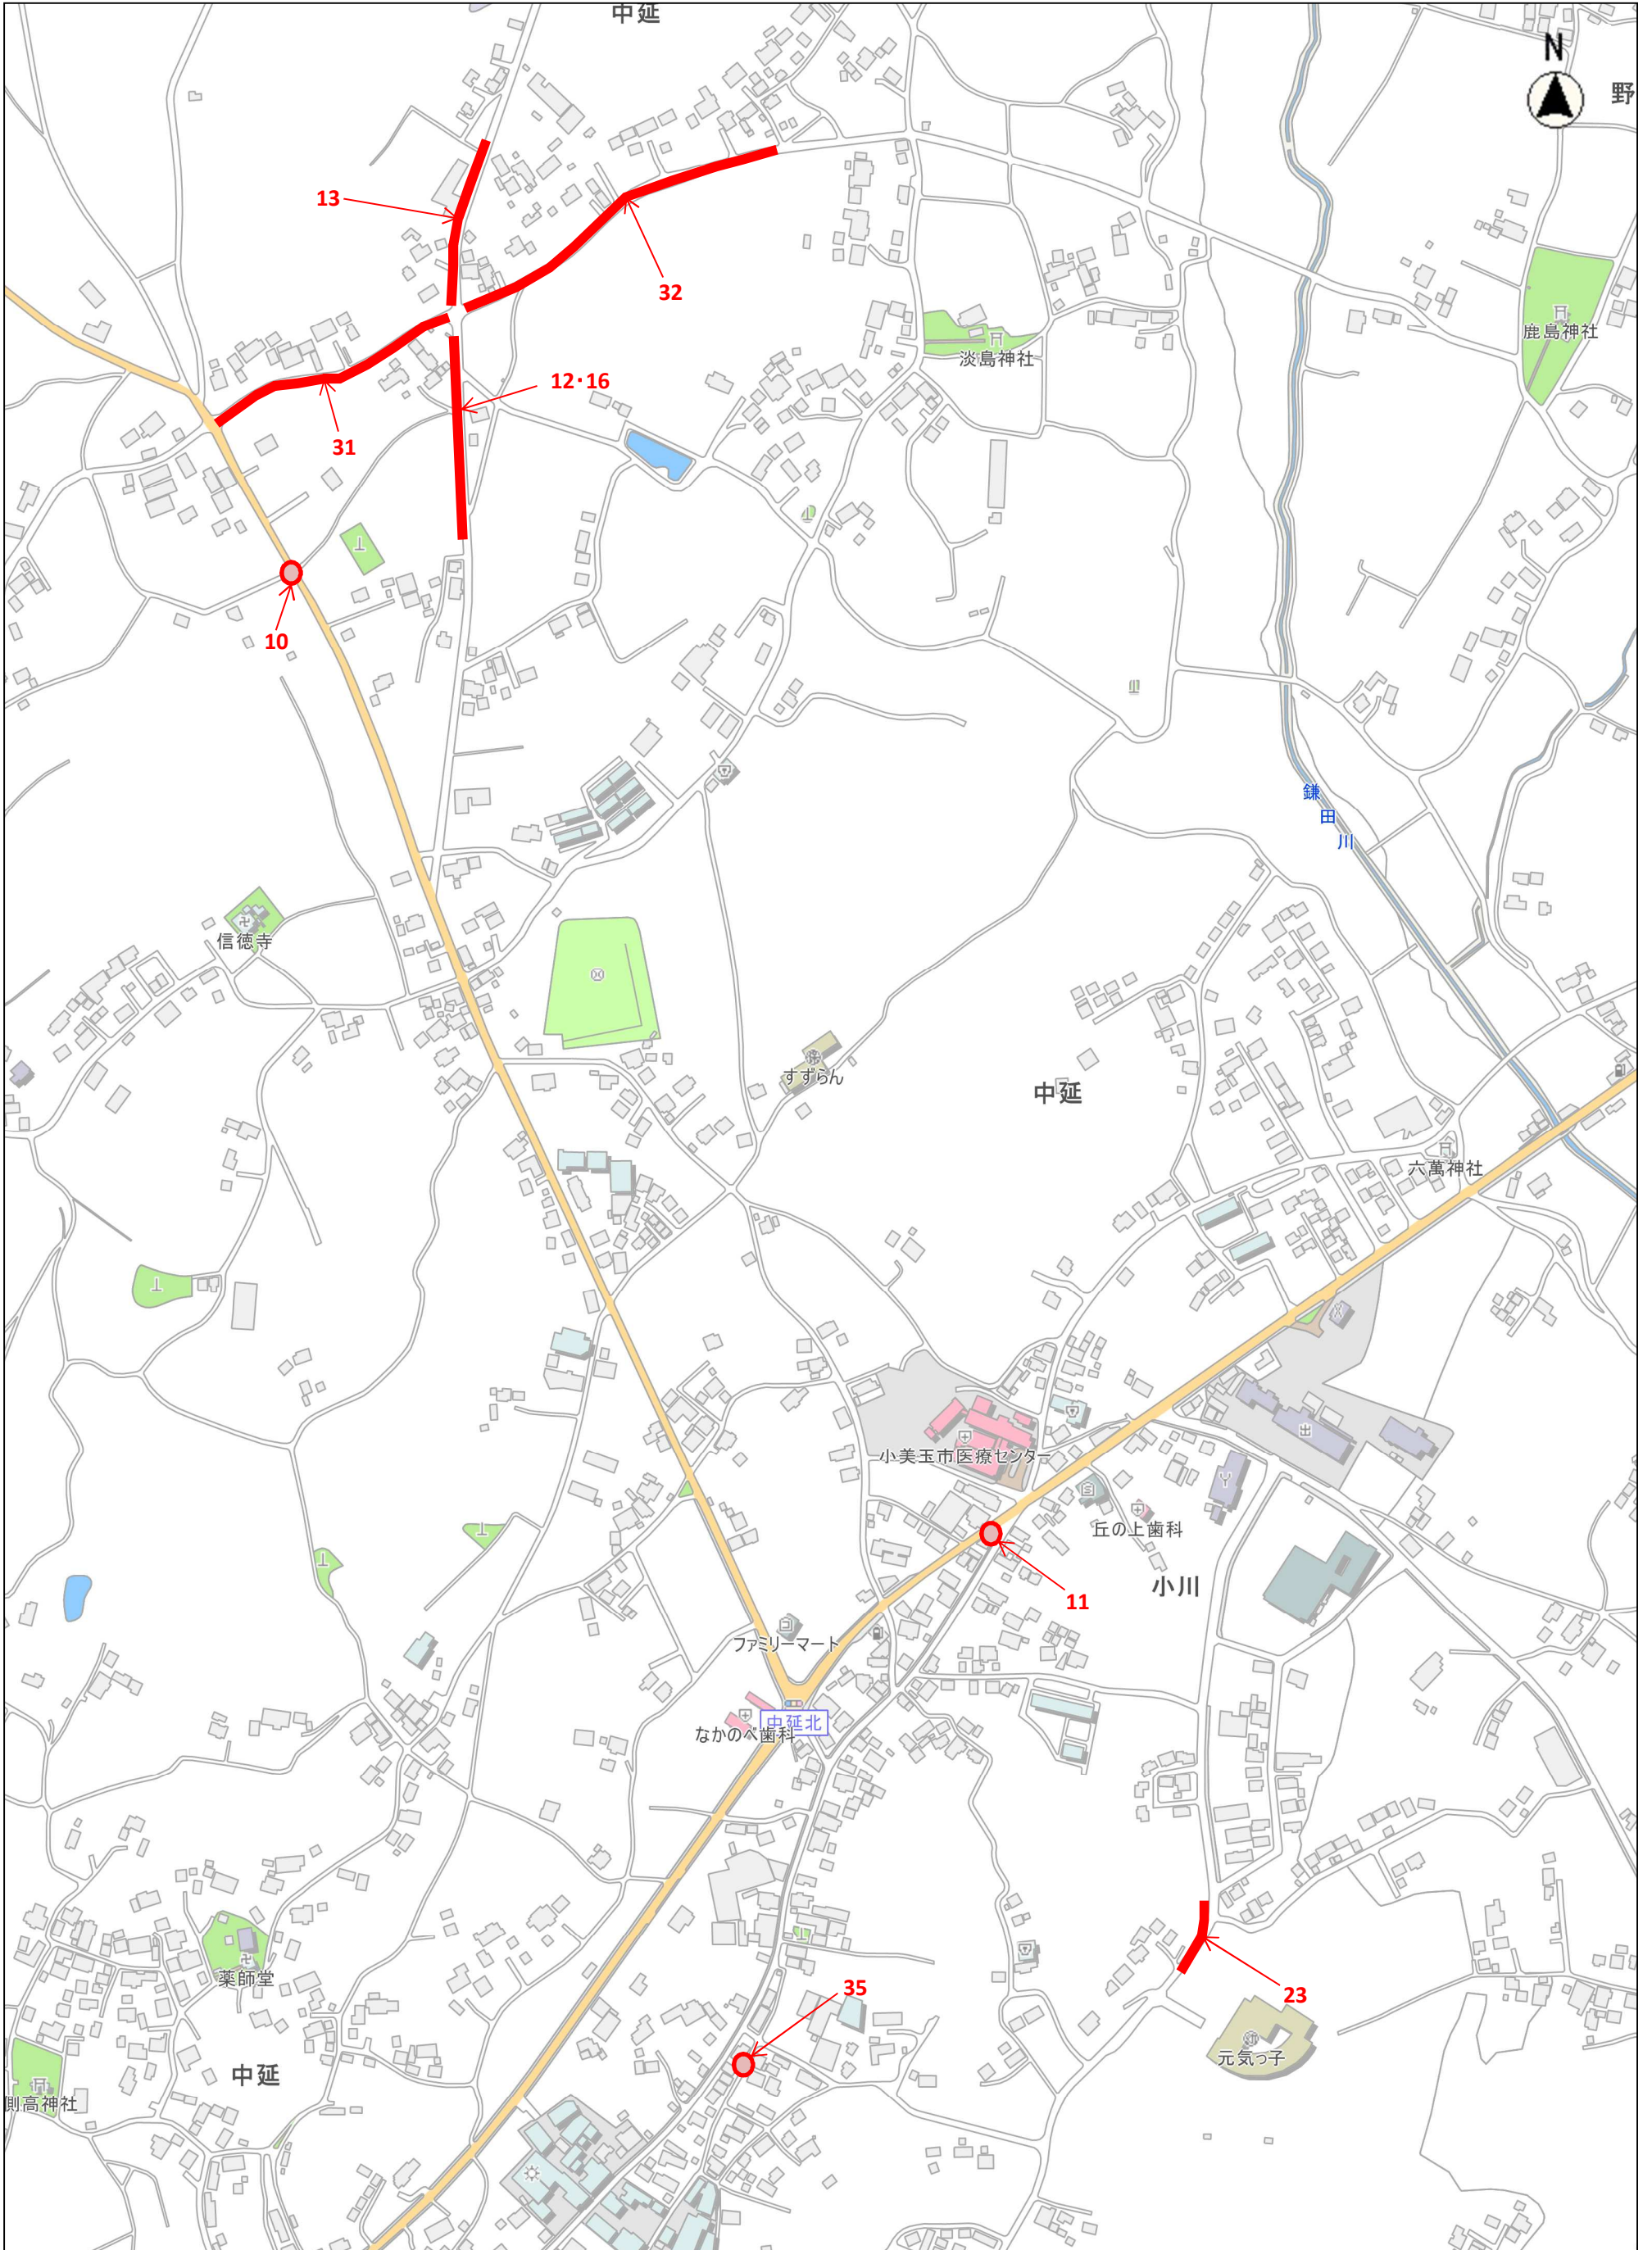 中延
N
野
13
32
鹿島神社
淡島神社
12・16
31
10
鎌
田
川
信徳寺
すずらん
中延
六萬神社
小美玉市医療センター
丘の上歯科
小川
11
ファミリーマート
中延北
なかのべ歯科
薬師堂
35
23
元気っ子
中延
側高神社